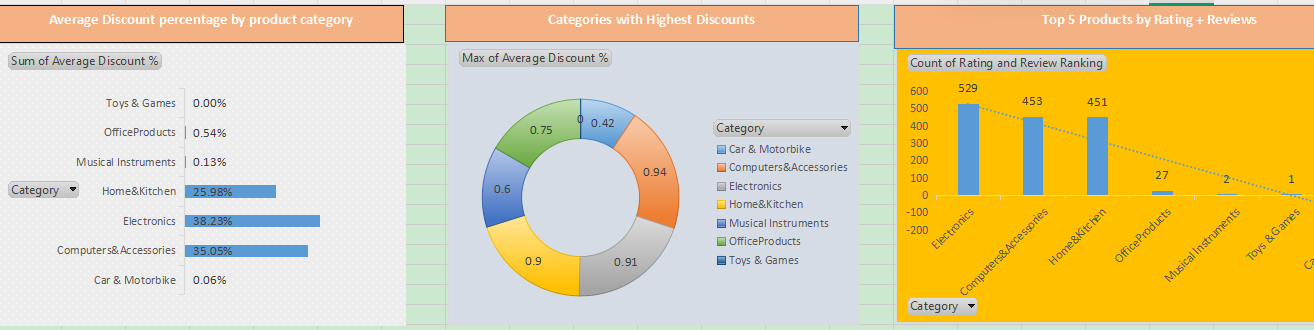 Average Discount percentage by product category
Sum of Average Discount %
Toys & Games 0.00%
OfficeProducts 0.54%
Musical Instruments 0.13%
Category
Home&Kitchen 25.98%
Electronics 38.23%
Computers&Accessories 35.05%
Car & Motorbike 0.06%
Categories with Highest Discounts
Max of Average Discount %
0
0.42
0.94
0.91
0.9
0.6
0.75
Category
Car & Motorbike
Computers&Accessories
Electronics
Home&Kitchen
Musical Instruments
OfficeProducts
Toys & Games
Top 5 Products by Rating + Reviews
Count of Rating and Review Ranking
600
500
400
300
200
100
0
-100
-200
529
453
451
27
2
1
Electronics
Computers&Accessories
Home&Kitchen
OfficeProducts
Musical Instruments
Toys & Games
Category